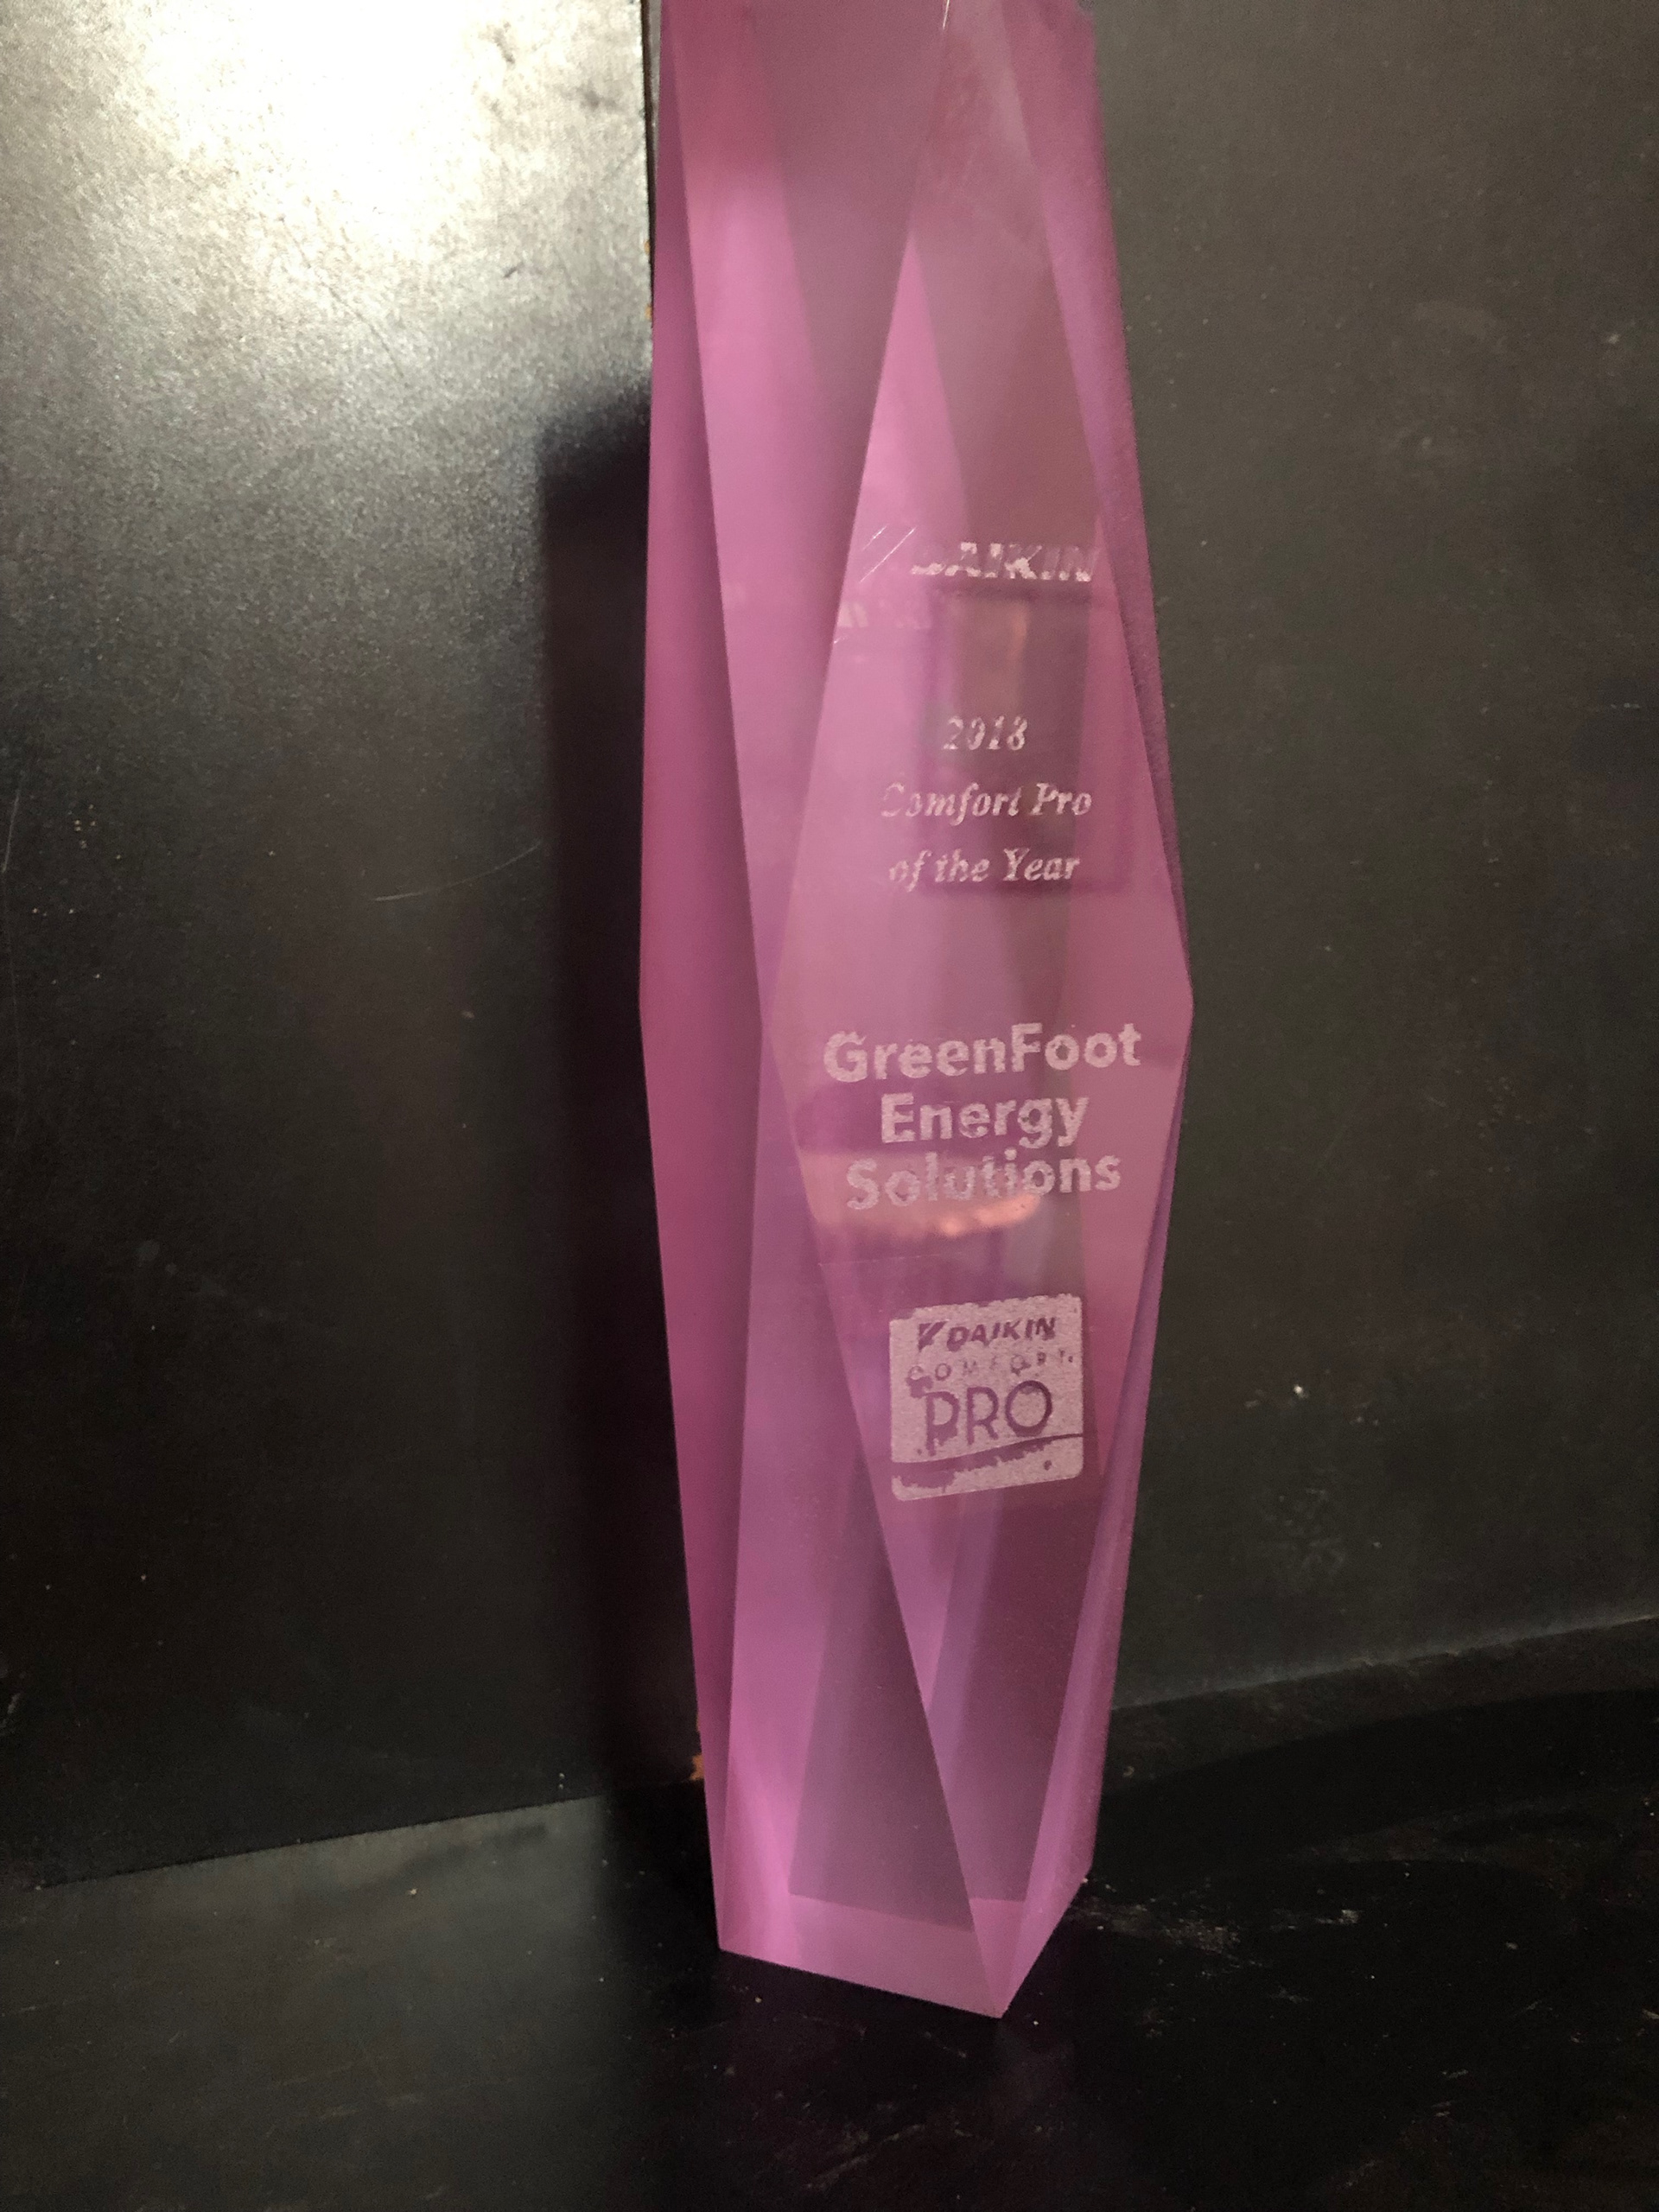 DAIKIN
2018
Comfort Pro
of the Year
GreenFoot
Energy
Solutions
DAIKIN
COMFORT
PRO